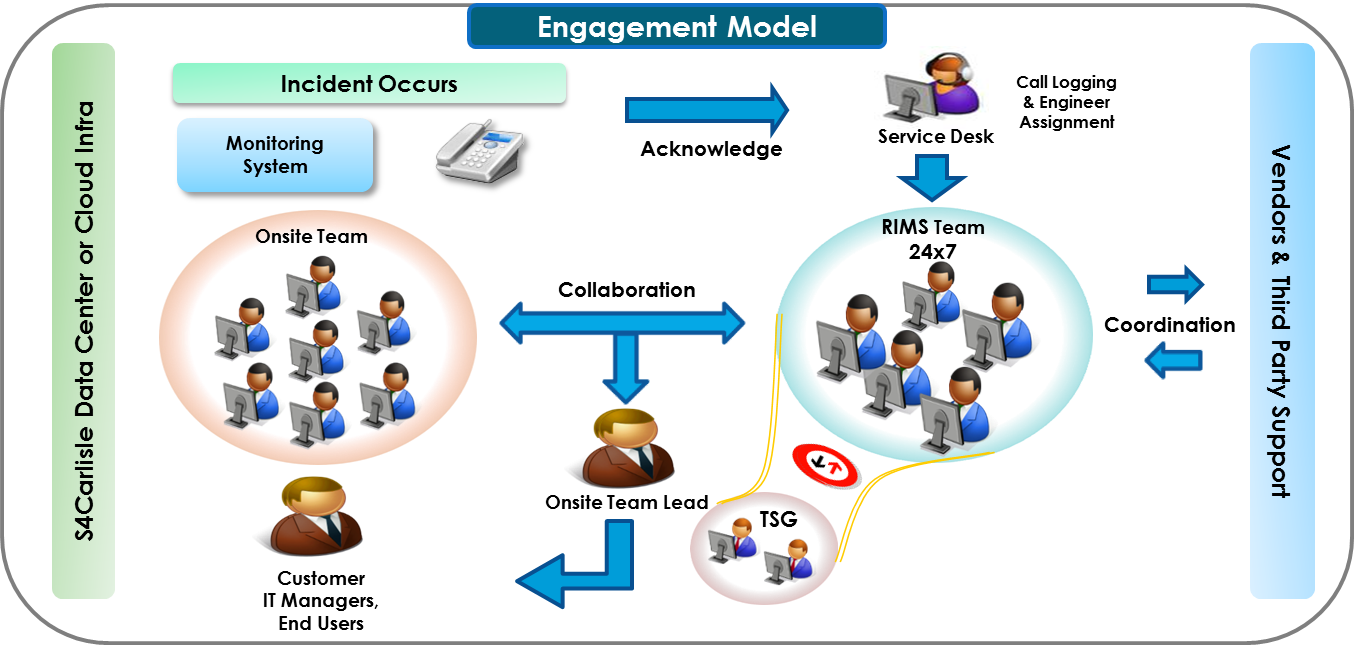 Engagement Model
S4Carlisle Data Center or Cloud Infra
Incident Occurs
Monitoring
System
Acknowledge
Service Desk
Call Logging
& Engineer
Assignment
Onsite Team
RIMS Team
24x7
Collaboration
Coordination
Vendors & Third Party Support
Onsite Team Lead
TSG
Customer
IT Managers,
End Users